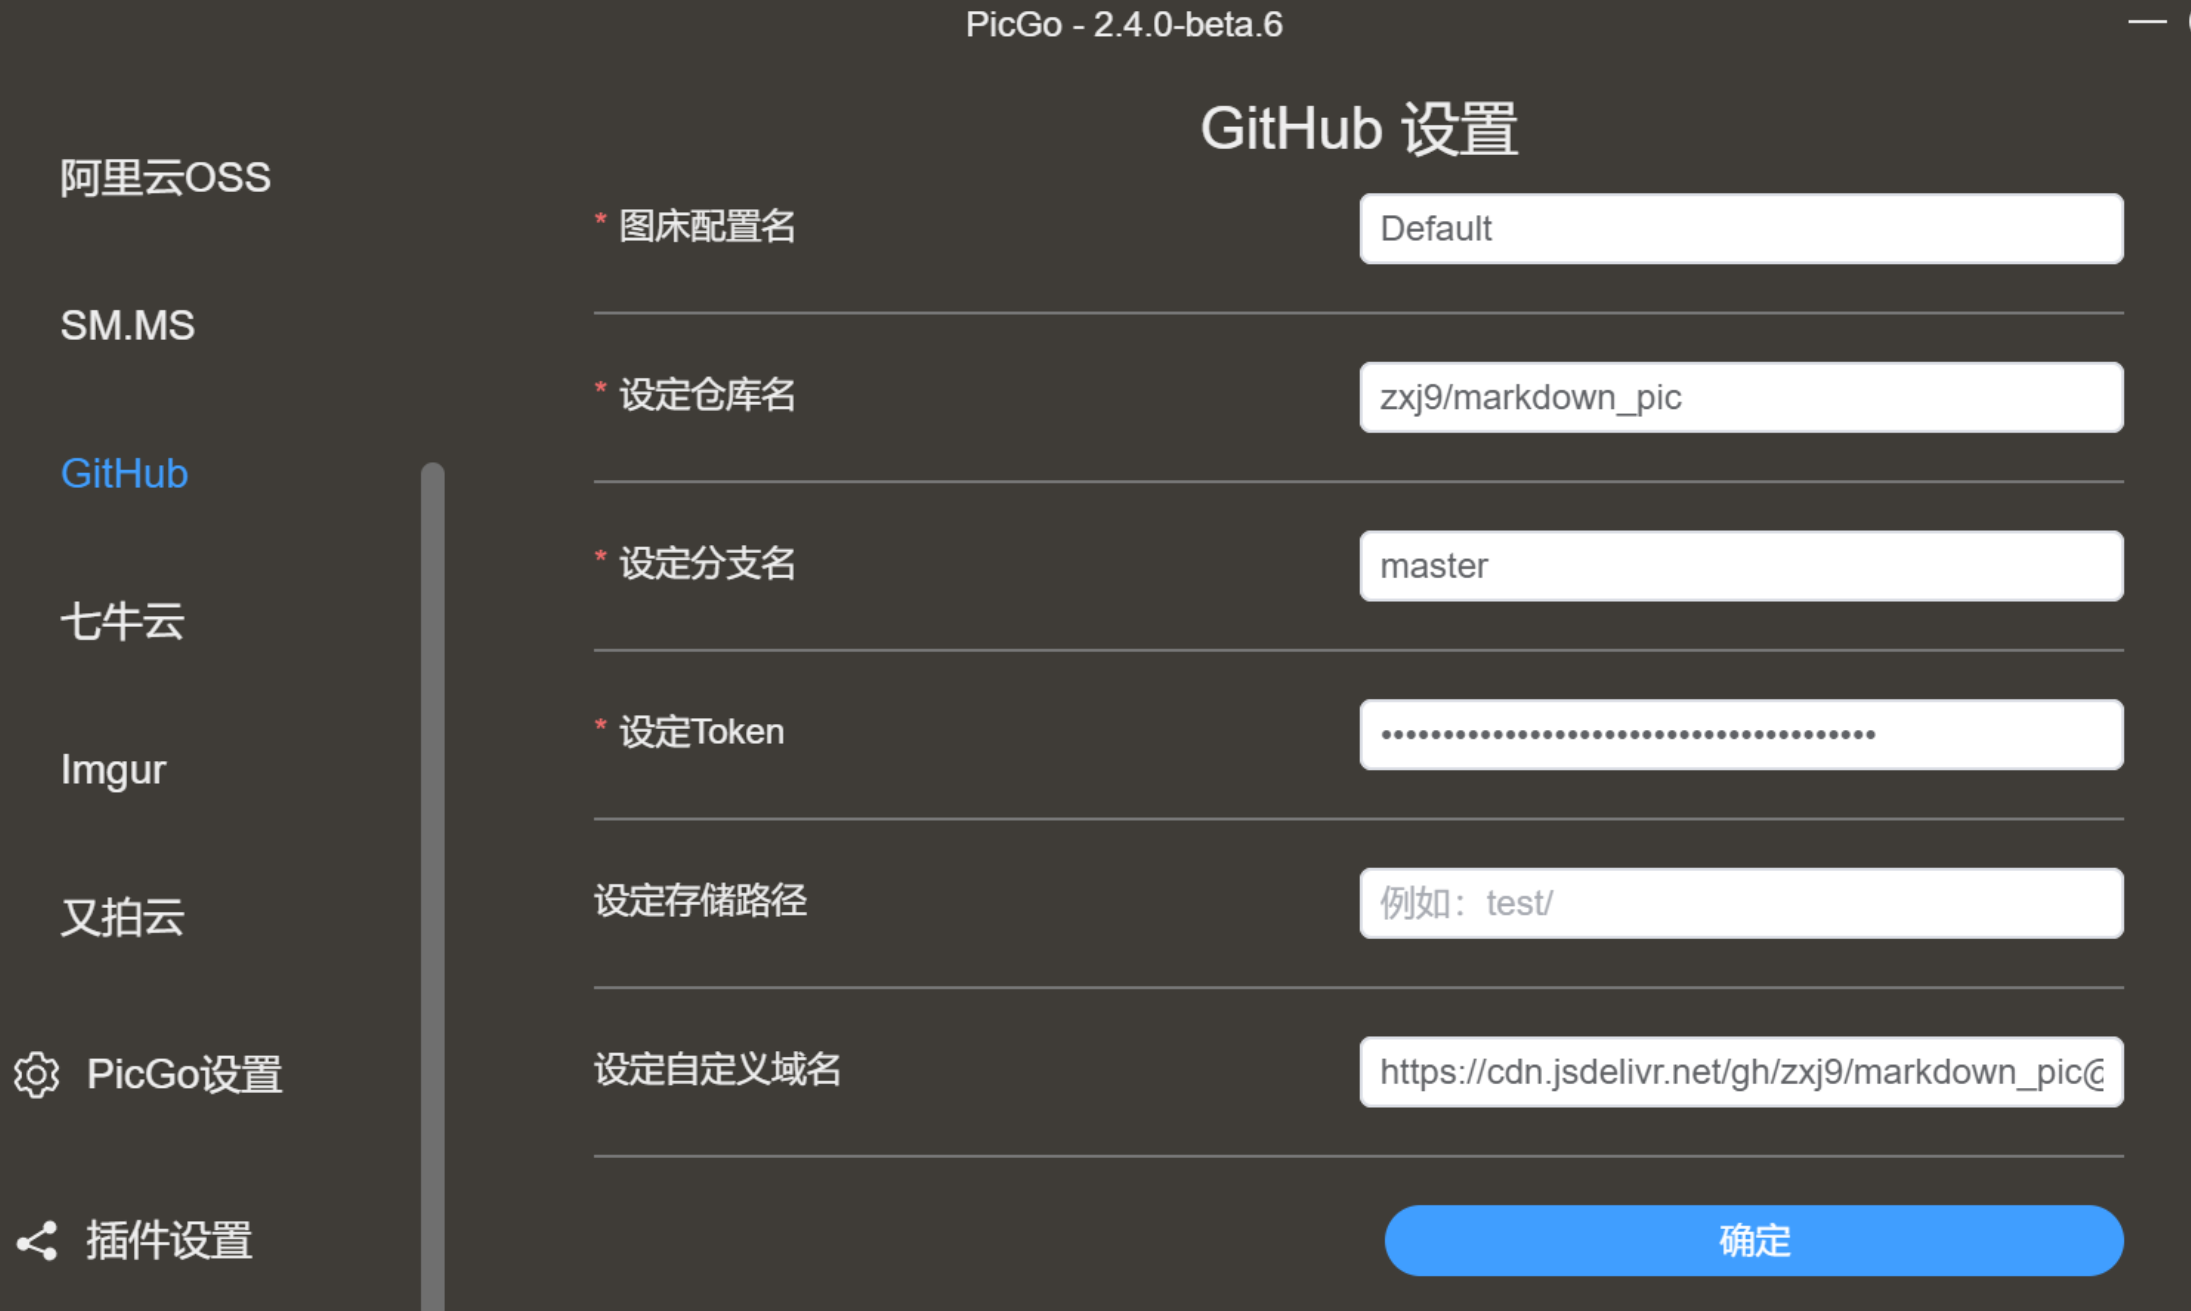 PicGo - 2.4.0-beta.6
阿里云OSS
SM.MS
GitHub
七牛云
Imgur
又拍云
PicGo设置
插件设置
GitHub 设置
* 图床配置名
Default
* 设定仓库名
zxj9/markdown_pic
* 设定分支名
master
* 设定Token
••••••••••••••••••••••••••••••••••••••••
设定存储路径
例如：test/
设定自定义域名
https://cdn.jsdelivr.net/gh/zxj9/markdown_pic@
确定